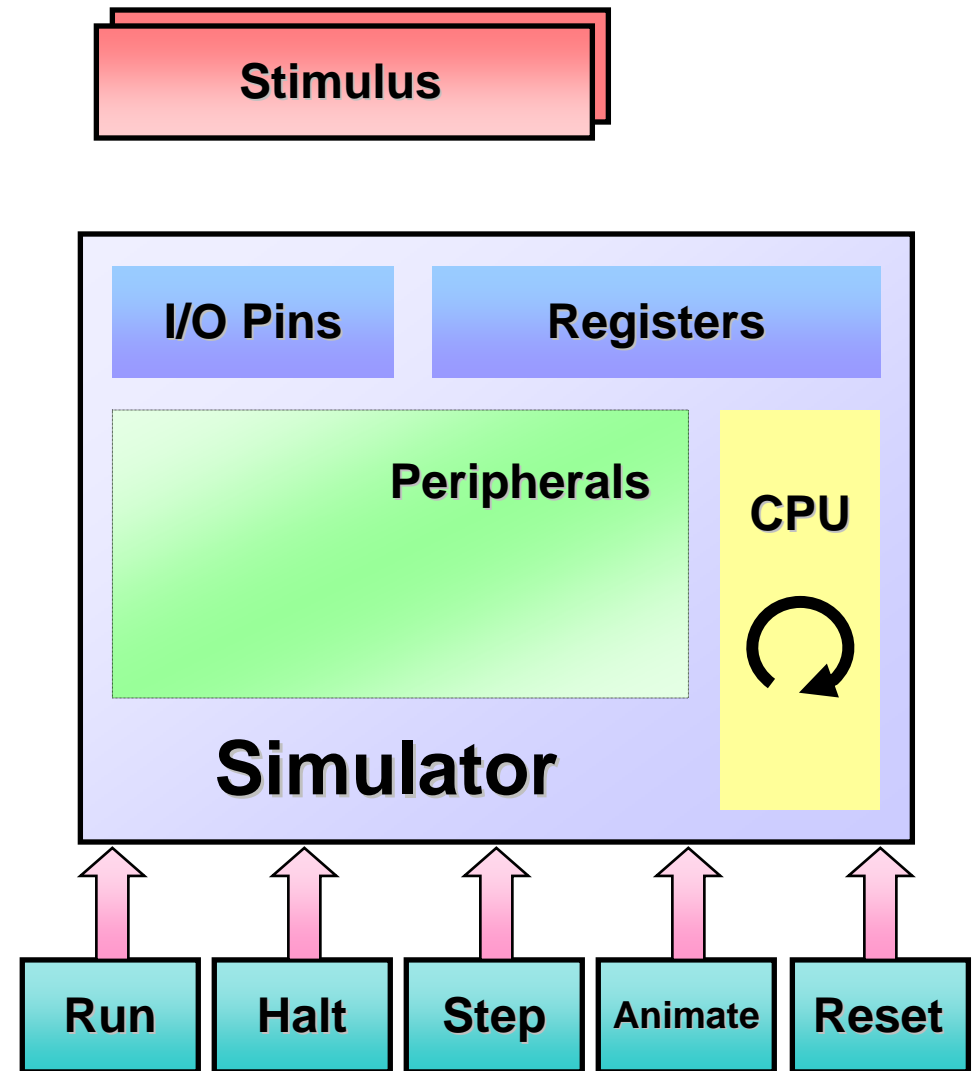 Stimulus
I/O Pins
Registers
Peripherals
CPU
Simulator
Run
Halt
Step
Animate
Reset